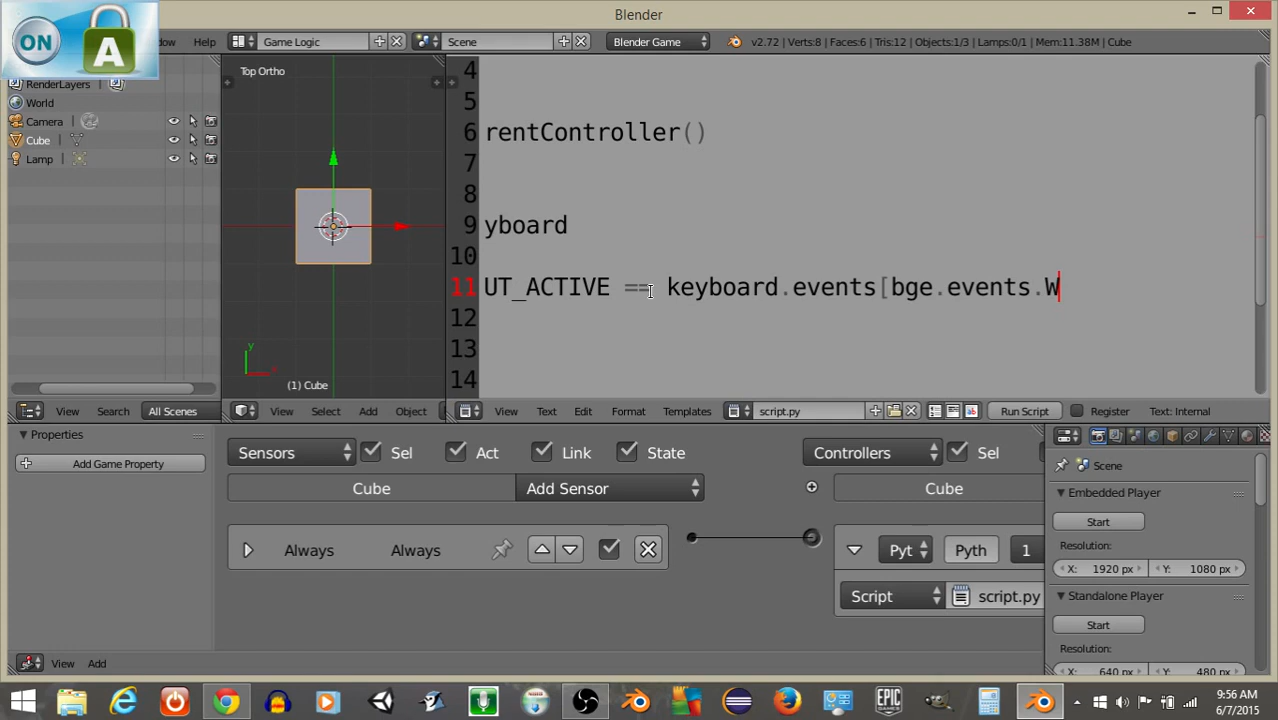 Blender
ON A
ndow Help Game Logic Scene Blender Game v2.72 | Verts:8 | Faces:6 | Tris:12 | Objects:1/3 | Lamps:0/1 | Mem:11.38M | Cube
RenderLayers
World
Camera
Cube
Lamp
View Search All Scenes
Top Ortho
y
x
(1) Cube
View Select Add Object
4
5
6 rentController()
7
8
9 yboard
10
11 UT_ACTIVE == keyboard.events[bge.events.W
12
13
14
View Text Edit Format Templates script.py Run Script Register Text: Internal
Properties
Add Game Property
Sensors Sel Act Link State Controllers Sel
Cube Add Sensor Cube
Always Always Pyt Pyth 1
Script script.py
View Add
Scene
Embedded Player
Start
Resolution:
X: 1920 px Y: 1080 px
Standalone Player
Start
Resolution:
X: 640 px Y: 480 px
EPIC GAMES
9:56 AM
6/7/2015